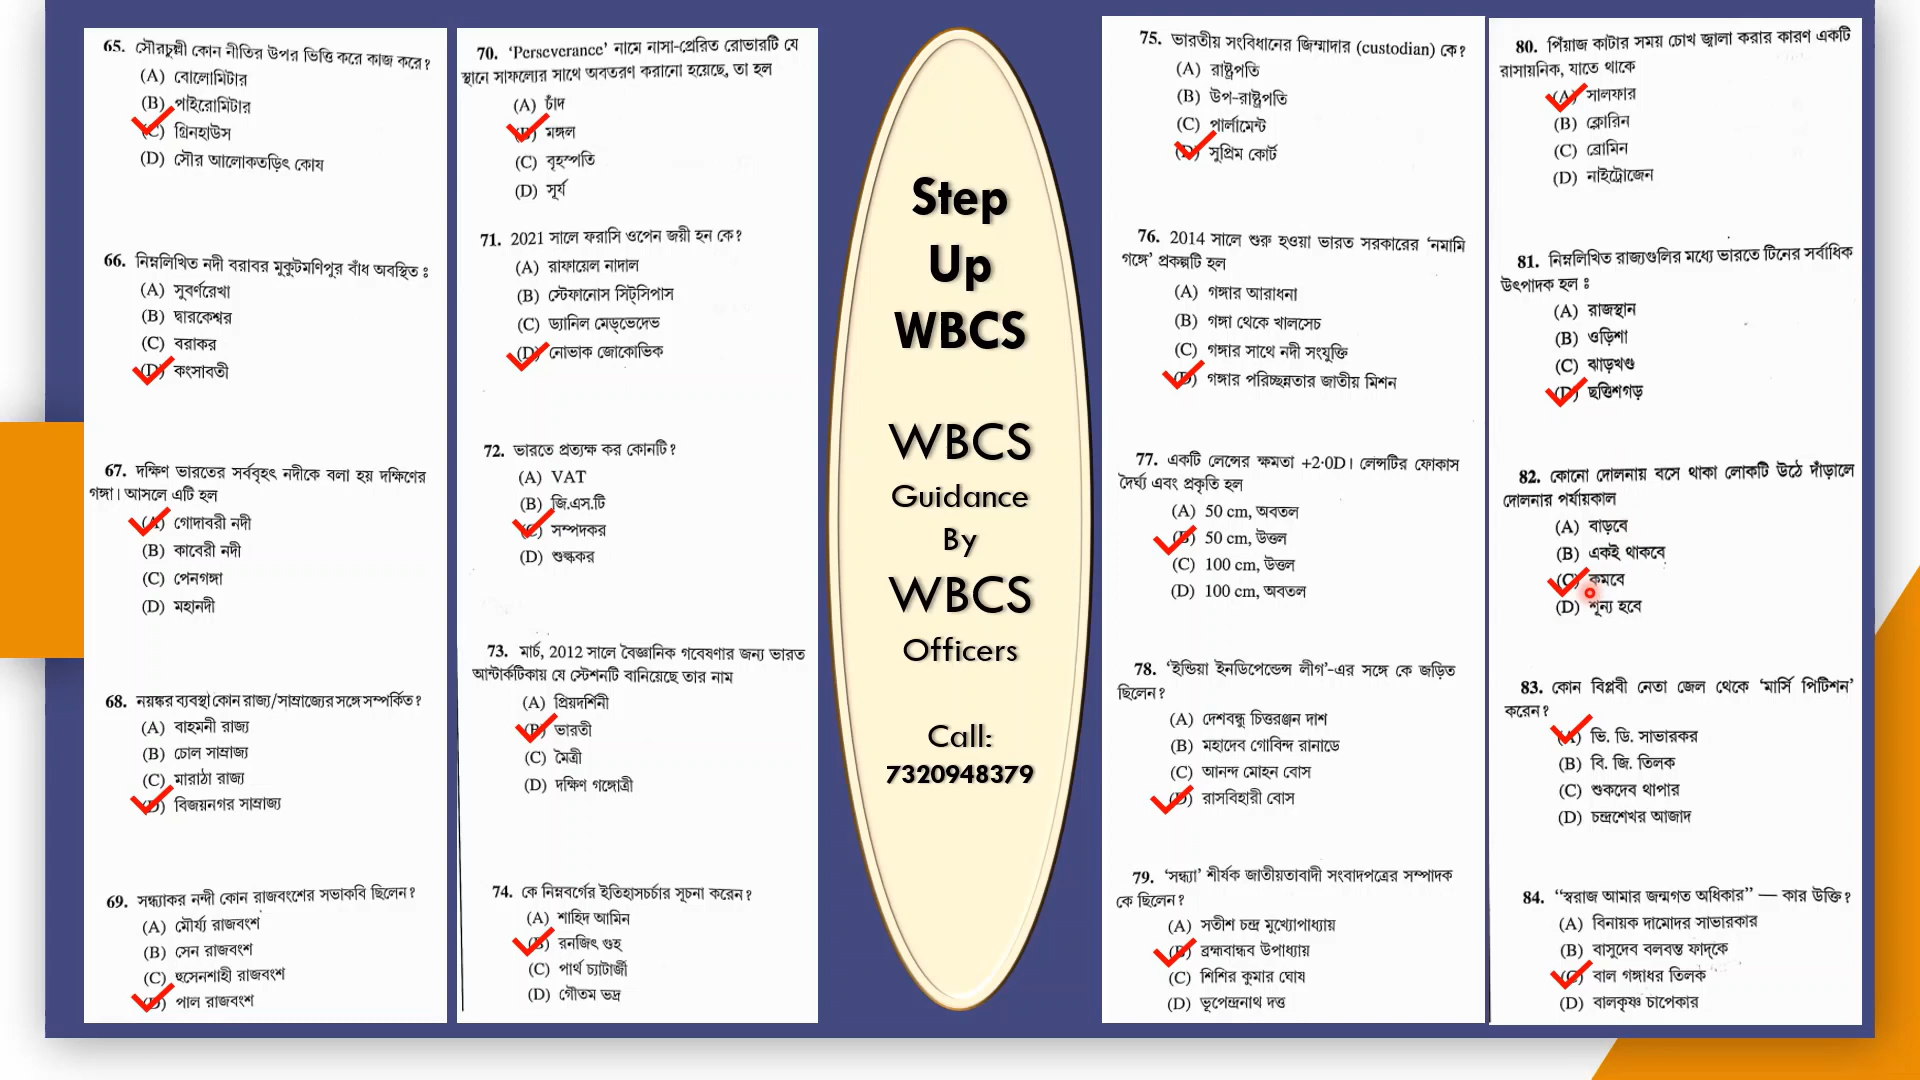 65. সৌরচুল্লী কোন নীতির উপর ভিত্তি করে কাজ করে?
(A) বোলোমিটার
(B) পাইরোমিটার
(C) গ্রিনহাউস
(D) সৌর আলোকতড়িৎ কোষ
66. নিম্নলিখিত নদী বরাবর মুকুটমণিপুর বাঁধ অবস্থিত ঃ
(A) সুবর্ণরেখা
(B) দ্বারকেশ্বর
(C) বরাকর
(D) কংসাবতী
67. দক্ষিণ ভারতের সর্ববৃহৎ নদীকে বলা হয় দক্ষিণের
গঙ্গা। আসলে এটি হল
(A) গোদাবরী নদী
(B) কাবেরী নদী
(C) পেনগঙ্গা
(D) মহানদী
68. নয়ঙ্কর ব্যবস্থা কোন রাজ্য/সাম্রাজ্যের সঙ্গে সম্পর্কিত?
(A) বাহমনী রাজ্য
(B) চোল সাম্রাজ্য
(C) মারাঠা রাজ্য
(D) বিজয়নগর সাম্রাজ্য
69. সন্ধ্যাকর নন্দী কোন রাজবংশের সভাকবি ছিলেন?
(A) মৌর্য্য রাজবংশ
(B) সেন রাজবংশ
(C) হুসেনশাহী রাজবংশ
(D) পাল রাজবংশ
70. ‘Perseverance’ নামে নাসা-প্রেরিত রোভারটি যে
স্থানে সাফল্যের সাথে অবতরণ করানো হয়েছে, তা হল
(A) চাঁদ
(B) মঙ্গল
(C) বৃহস্পতি
(D) সূর্য
71. 2021 সালে ফরাসি ওপেন জয়ী হন কে?
(A) রাফায়েল নাদাল
(B) স্টেফানোস সিট্‌সিপাস
(C) ড্যানিল মেড্‌ভেদেভ
(D) নোভাক জোকোভিক
72. ভারতে প্রত্যক্ষ কর কোনটি?
(A) VAT
(B) জি.এস.টি
(C) সম্পদকর
(D) শুল্ককর
73. মার্চ, 2012 সালে বৈজ্ঞানিক গবেষণার জন্য ভারত
আন্টার্কটিকায় যে স্টেশনটি বানিয়েছে তার নাম
(A) প্রিয়দর্শিনী
(B) ভারতী
(C) মৈত্রী
(D) দক্ষিণ গঙ্গোত্রী
74. কে নিম্নবর্গের ইতিহাসচর্চার সূচনা করেন?
(A) শাহিদ আমিন
(B) রনজিৎ গুহ
(C) পার্থ চ্যাটার্জী
(D) গৌতম ভদ্র
Step
Up
WBCS
WBCS
Guidance
By
WBCS
Officers
Call:
7320948379
75. ভারতীয় সংবিধানের জিম্মাদার (custodian) কে?
(A) রাষ্ট্রপতি
(B) উপ-রাষ্ট্রপতি
(C) পার্লামেন্ট
(D) সুপ্রিম কোর্ট
76. 2014 সালে শুরু হওয়া ভারত সরকারের ‘নমামি
গঙ্গে’ প্রকল্পটি হল
(A) গঙ্গার আরাধনা
(B) গঙ্গা থেকে খালসেচ
(C) গঙ্গার সাথে নদী সংযুক্তি
(D) গঙ্গার পরিচ্ছন্নতার জাতীয় মিশন
77. একটি লেন্সের ক্ষমতা +2·0D। লেন্সটির ফোকাস
দৈর্ঘ্য এবং প্রকৃতি হল
(A) 50 cm, অবতল
(B) 50 cm, উত্তল
(C) 100 cm, উত্তল
(D) 100 cm, অবতল
78. ‘ইন্ডিয়া ইনডিপেন্ডেন্স লীগ’-এর সঙ্গে কে জড়িত
ছিলেন?
(A) দেশবন্ধু চিত্তরঞ্জন দাশ
(B) মহাদেব গোবিন্দ রানাডে
(C) আনন্দ মোহন বোস
(D) রাসবিহারী বোস
79. ‘সন্ধ্যা’ শীর্ষক জাতীয়তাবাদী সংবাদপত্রের সম্পাদক
কে ছিলেন?
(A) সতীশ চন্দ্র মুখোপাধ্যায়
(B) ব্রহ্মবান্ধব উপাধ্যায়
(C) শিশির কুমার ঘোষ
(D) ভূপেন্দ্রনাথ দত্ত
80. পিঁয়াজ কাটার সময় চোখ জ্বালা করার কারণ একটি
রাসায়নিক, যাতে থাকে
(A) সালফার
(B) ক্লোরিন
(C) ব্রোমিন
(D) নাইট্রোজেন
81. নিম্নলিখিত রাজ্যগুলির মধ্যে ভারতে টিনের সর্বাধিক
উৎপাদক হল ঃ
(A) রাজস্থান
(B) ওড়িশা
(C) ঝাড়খণ্ড
(D) ছত্তিশগড়
82. কোনো দোলনায় বসে থাকা লোকটি উঠে দাঁড়ালে
দোলনার পর্যায়কাল
(A) বাড়বে
(B) একই থাকবে
(C) কমবে
(D) শূন্য হবে
83. কোন বিপ্লবী নেতা জেল থেকে ‘মার্সি পিটিশন’
করেন?
(A) ভি. ডি. সাভারকর
(B) বি. জি. তিলক
(C) শুকদেব থাপার
(D) চন্দ্রশেখর আজাদ
84. “স্বরাজ আমার জন্মগত অধিকার” — কার উক্তি?
(A) বিনায়ক দামোদর সাভারকার
(B) বাসুদেব বলবন্ত ফাদ্‌কে
(C) বাল গঙ্গাধর তিলক
(D) বালকৃষ্ণ চাপেকার